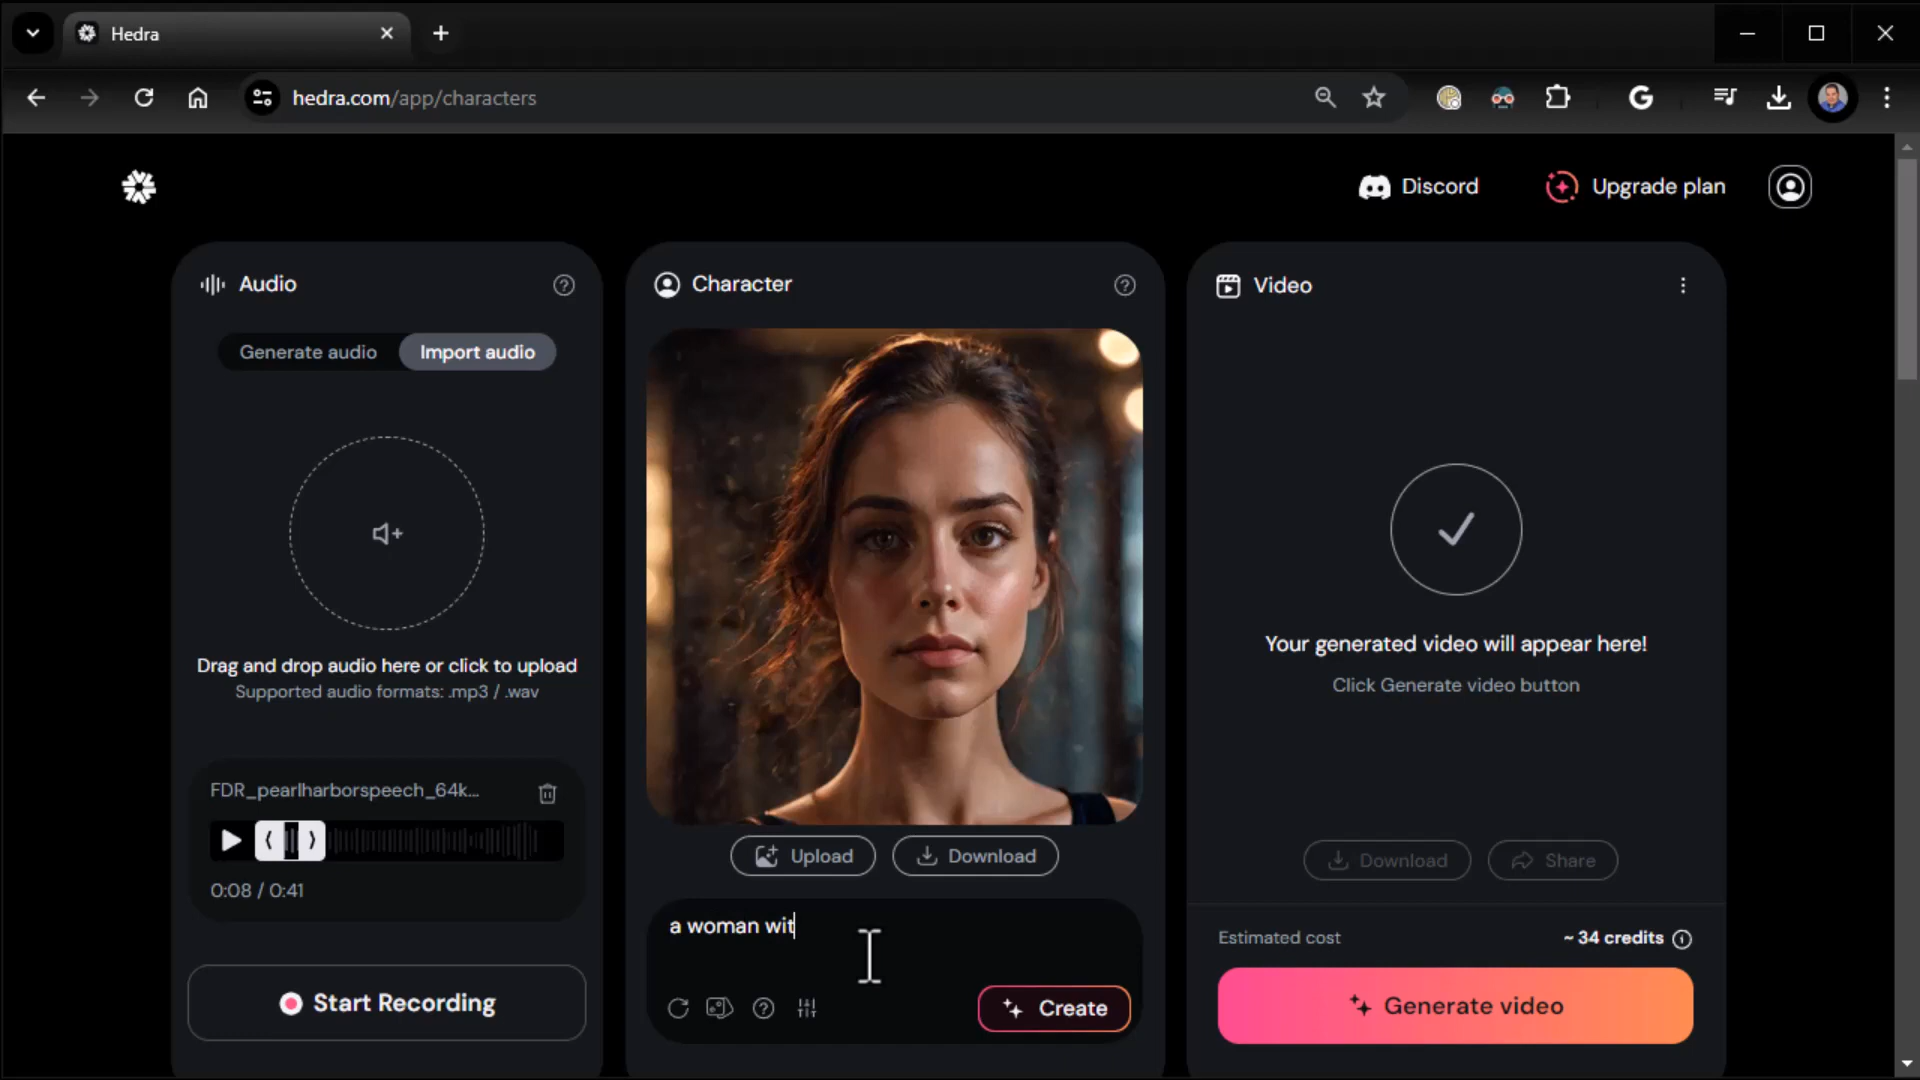 Hedra
hedra.com/app/characters
Discord
Upgrade plan
Audio
Generate audio
Import audio
Drag and drop audio here or click to upload
Supported audio formats: .mp3 / .wav
FDR_pearlharborspeech_64k...
0:08 / 0:41
Start Recording
Character
Upload
Download
a woman wit
Create
Video
Your generated video will appear here!
Click Generate video button
Download
Share
Estimated cost
~ 34 credits
Generate video